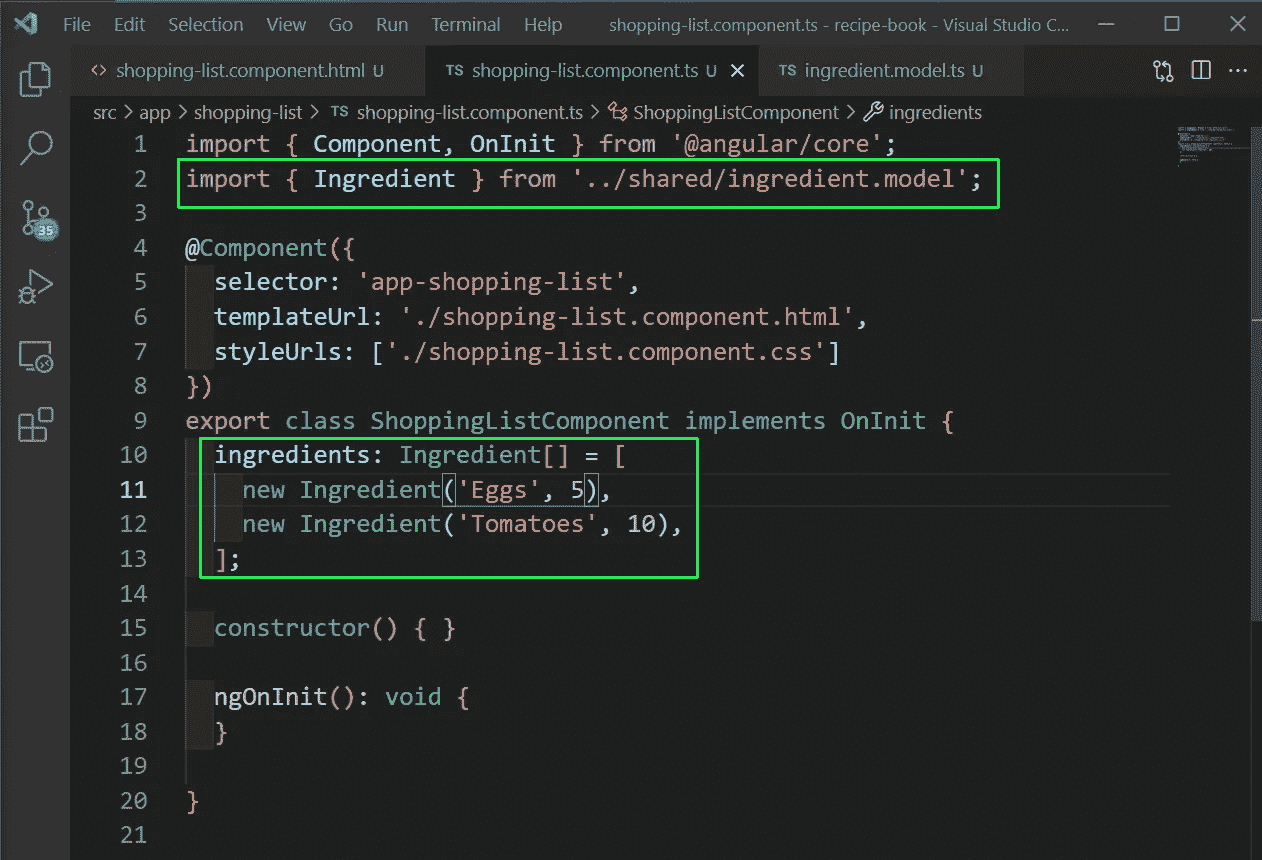 File Edit Selection View Go Run Terminal Help shopping-list.component.ts - recipe-book - Visual Studio C...
<> shopping-list.component.html U TS shopping-list.component.ts U TS ingredient.model.ts U ...
src > app > shopping-list > TS shopping-list.component.ts > ShoppingListComponent > ingredients
1 import { Component, OnInit } from '@angular/core';
2 import { Ingredient } from '../shared/ingredient.model';
3
35
4 @Component({
5 selector: 'app-shopping-list',
6 templateUrl: './shopping-list.component.html',
7 styleUrls: ['./shopping-list.component.css']
8 })
9 export class ShoppingListComponent implements OnInit {
10 ingredients: Ingredient[] = [
11 new Ingredient('Eggs', 5),
12 new Ingredient('Tomatoes', 10),
13 ];
14
15 constructor() { }
16
17 ngOnInit(): void {
18 }
19
20 }
21